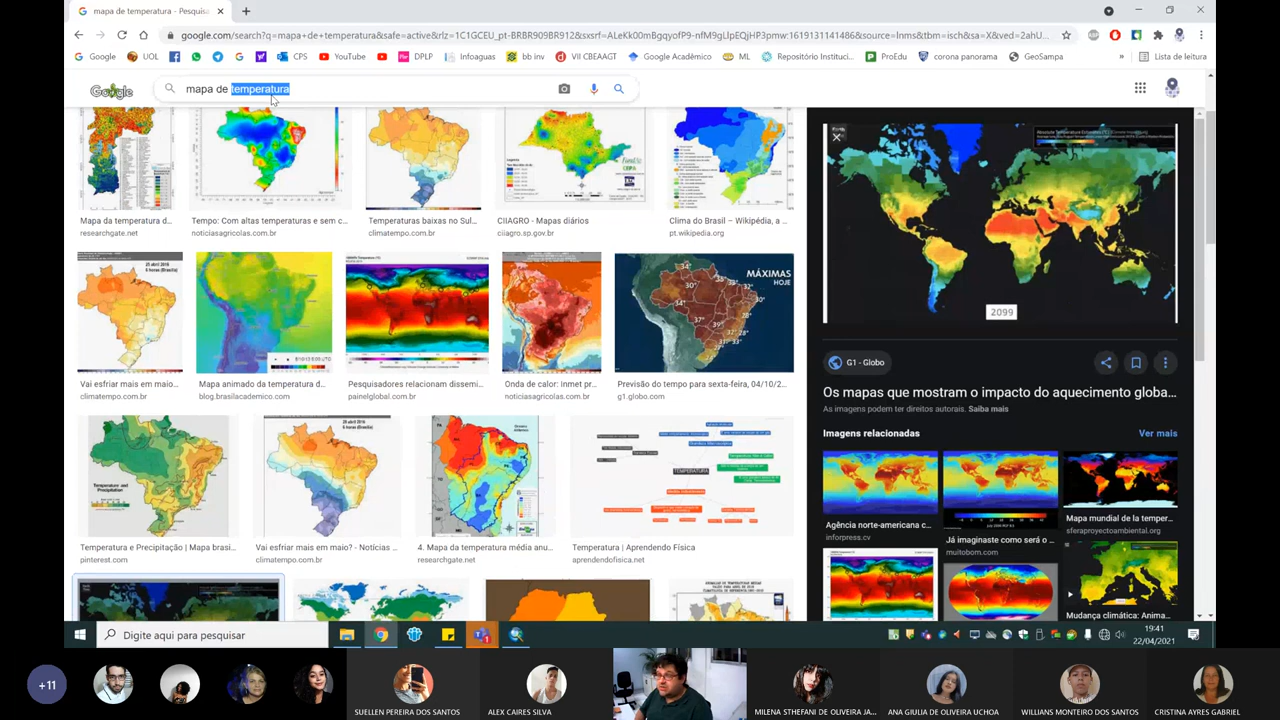 mapa de temperatura - Pesquisa d
google.com/search?q=mapa+de+temperatura&safe=active&rlz=1C1GCEU_pt-BRBR909BR912&sxsrf=ALeKk00mBgqyofP9-nfM9gLlpEQjHP3pmw:1619131141486&source=lnms&tbm=isch&sa=X&ved=2ahU...
Google
UOL
CPS
YouTube
DPLP
Infoaguas
bb inv
VII CBEAAGT
Google Acadêmico
ML
Repositório Instituci...
ProEdu
coronavirus
GeoSampa
»
Lista de leitura
Google
mapa de temperatura
Mapa da temperatura d...
researchgate.net
Tempo: Com altas temperaturas e sem c...
noticiasagricolas.com.br
Temperaturas baixas no Sul...
climatempo.com.br
CIIAGRO - Mapas diários
ciiagro.sp.gov.br
Clima do Brasil – Wikipédia, a ...
pt.wikipedia.org
25 abril 2016
6 horas (Brasília)
MÁXIMAS
HOJE
Vai esfriar mais em maio...
climatempo.com.br
Mapa animado da temperatura d...
blog.brasilacademico.com
Pesquisadores relacionam dissemi...
painelglobal.com.br
Onda de calor: Inmet pr...
noticiasagricolas.com.br
Previsão do tempo para sexta-feira, 04/10/2...
g1.globo.com
Temperature and
Precipitation
TEMPERATURA
Temperatura e Precipitação | Mapa brasi...
pinterest.com
Vai esfriar mais em maio? - Notícias ...
climatempo.com.br
4. Mapa da temperatura média anu...
researchgate.net
Temperatura | Aprendendo Física
aprendendofisica.net
2099
G1 - Globo
Os mapas que mostram o impacto do aquecimento globa...
As imagens podem ter direitos autorais. Saiba mais
Imagens relacionadas
Ver mais
Agência norte-americana c...
inforpress.cv
Já imaginaste como será o ...
muitobom.com
Mapa mundial de la temper...
sferaproyectoambiental.org
Mudança climática: Anima...
Digite aqui para pesquisar
19:41
22/04/2021
+11
SUELLEN PEREIRA DOS SANTOS
ALEX CAIRES SILVA
MILENA STHEFANI DE OLIVEIRA JA...
ANA GIULIA DE OLIVEIRA UCHOA
WILLIANS MONTEIRO DOS SANTOS
CRISTINA AYRES GABRIEL